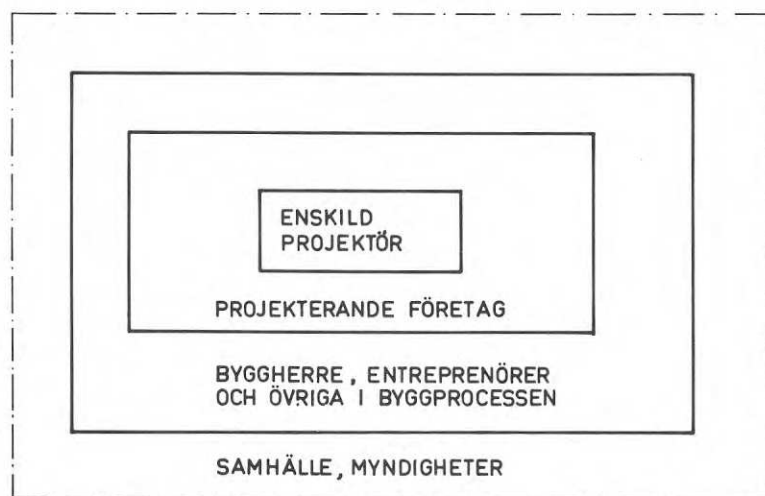 ENSKILD
PROJEKTÖR
PROJEKTERANDE FÖRETAG
BYGGHERRE, ENTREPRENÖRER
OCH ÖVRIGA I BYGGPROCESSEN
SAMHÄLLE, MYNDIGHETER